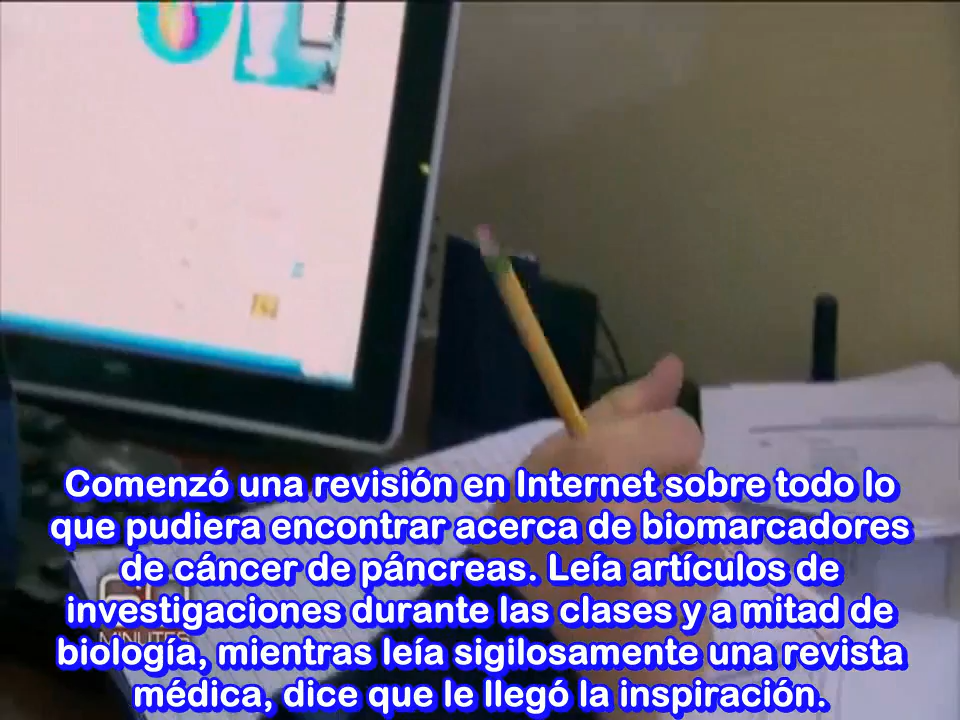 Comenzó una revisión en Internet sobre todo lo
que pudiera encontrar acerca de biomarcadores
de cáncer de páncreas. Leía artículos de
investigaciones durante las clases y a mitad de
60
MINUTES
biología, mientras leía sigilosamente una revista
médica, dice que le llegó la inspiración.